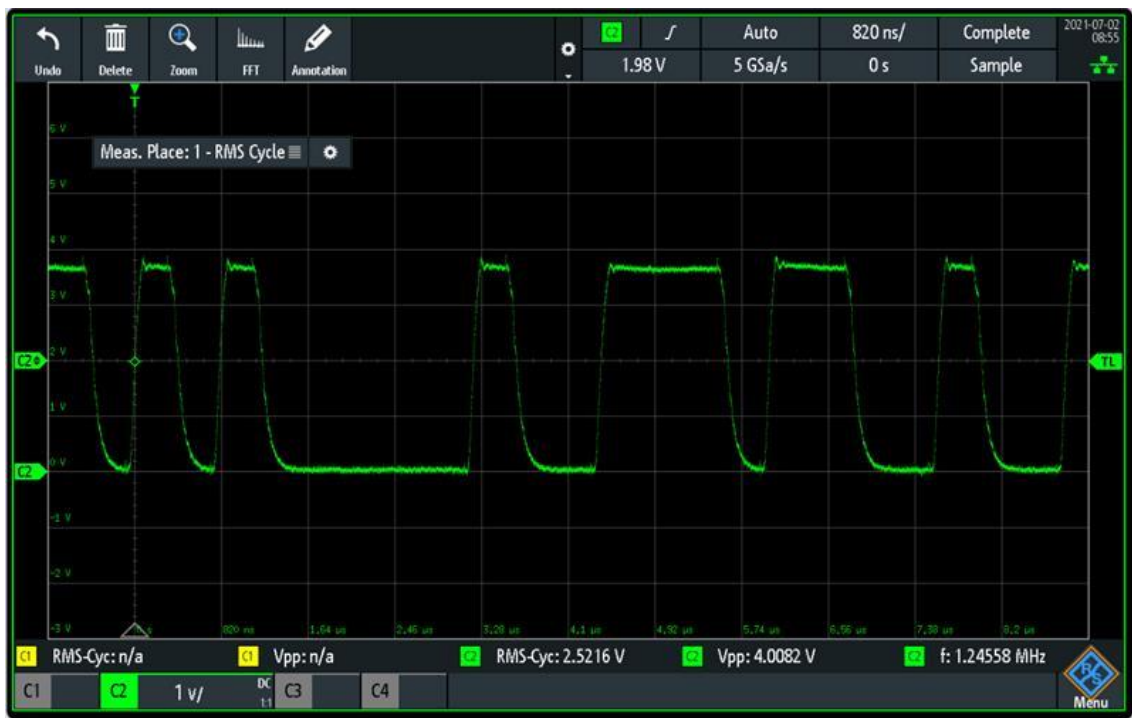 Undo Delete Zoom FFT Annotation
C2 Auto 820 ns/ Complete
1.98 V 5 GSa/s 0 s Sample
2021-07-02
08:55
T
6 V
Meas. Place: 1 - RMS Cycle
5 V
4 V
3 V
C2 2 V TL
1 V
C2 0 V
-1 V
-2 V
-3 V 820 ns 1.64 µs 2.46 µs 3.28 µs 4.1 µs 4.92 µs 5.74 µs 6.56 µs 7.38 µs 8.2 µs
C1 RMS-Cyc: n/a C1 Vpp: n/a C2 RMS-Cyc: 2.5216 V C2 Vpp: 4.0082 V C2 f: 1.24558 MHz
C1 C2 1 V/ DC 1:1 C3 C4
R&S
Menu